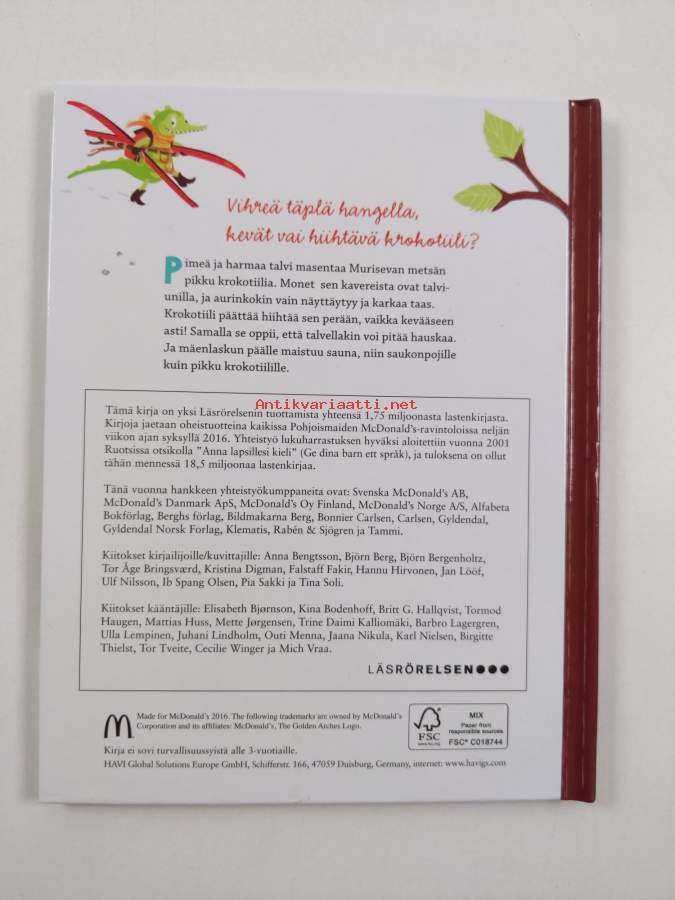 Vihreä täplä hangella,
kevät vai hiihtävä krokotiili?
Pimeä ja harmaa talvi masentaa Murisevan metsän
pikku krokotiilia. Monet sen kavereista ovat talvi-
unilla, ja aurinkokin vain näyttäytyy ja karkaa taas.
Krokotiili päättää hiihtää sen perään, vaikka kevääseen
asti! Samalla se oppii, että talvellakin voi pitää hauskaa.
Ja mäenlaskun päälle maistuu sauna, niin saukonpojille
kuin pikku krokotiilille.
Antikvariaatti.net
Tämä kirja on yksi Läsrörelsenin tuottamista yhteensä 1,75 miljoonasta lastenkirjasta.
Kirjoja jaetaan oheistuotteina kaikissa Pohjoismaiden McDonald's-ravintoloissa neljän
viikon ajan syksyllä 2016. Yhteistyö lukuharrastuksen hyväksi aloitettiin vuonna 2001
Ruotsissa otsikolla "Anna lapsillesi kieli" (Ge dina barn ett språk), ja tuloksena on ollut
tähän mennessä 18,5 miljoonaa lastenkirjaa.
Tänä vuonna hankkeen yhteistyökumppaneita ovat: Svenska McDonald's AB,
McDonald's Danmark ApS, McDonald's Oy Finland, McDonald's Norge A/S, Alfabeta
Bokförlag, Berghs förlag, Bildmakarna Berg, Bonnier Carlsen, Carlsen, Gyldendal,
Gyldendal Norsk Forlag, Klematis, Rabén & Sjögren ja Tammi.
Kiitokset kirjailijoille/kuvittajille: Anna Bengtsson, Björn Berg, Björn Bergenholtz,
Tor Åge Bringsværd, Kristina Digman, Falstaff Fakir, Hannu Hirvonen, Jan Lööf,
Ulf Nilsson, Ib Spang Olsen, Pia Sakki ja Tina Soli.
Kiitokset kääntäjille: Elisabeth Bjørnson, Kina Bodenhoff, Britt G. Hallqvist, Tormod
Haugen, Mattias Huss, Mette Jørgensen, Trine Daimi Kalliomäki, Barbro Lagergren,
Ulla Lempinen, Juhani Lindholm, Outi Menna, Jaana Nikula, Karl Nielsen, Birgitte
Thielst, Tor Tveite, Cecilie Winger ja Mich Vraa.
LÄSRÖRELSEN
Made for McDonald's 2016. The following trademarks are owned by McDonald's
Corporation and its affiliates: McDonald's, The Golden Arches Logo.
Kirja ei sovi turvallisuussyistä alle 3-vuotiaille.
HAVI Global Solutions Europe GmbH, Schifferstr. 166, 47059 Duisburg, Germany, internet: www.havigs.com
FSC
www.fsc.org
MIX
Paper from
responsible sources
FSC® C018744